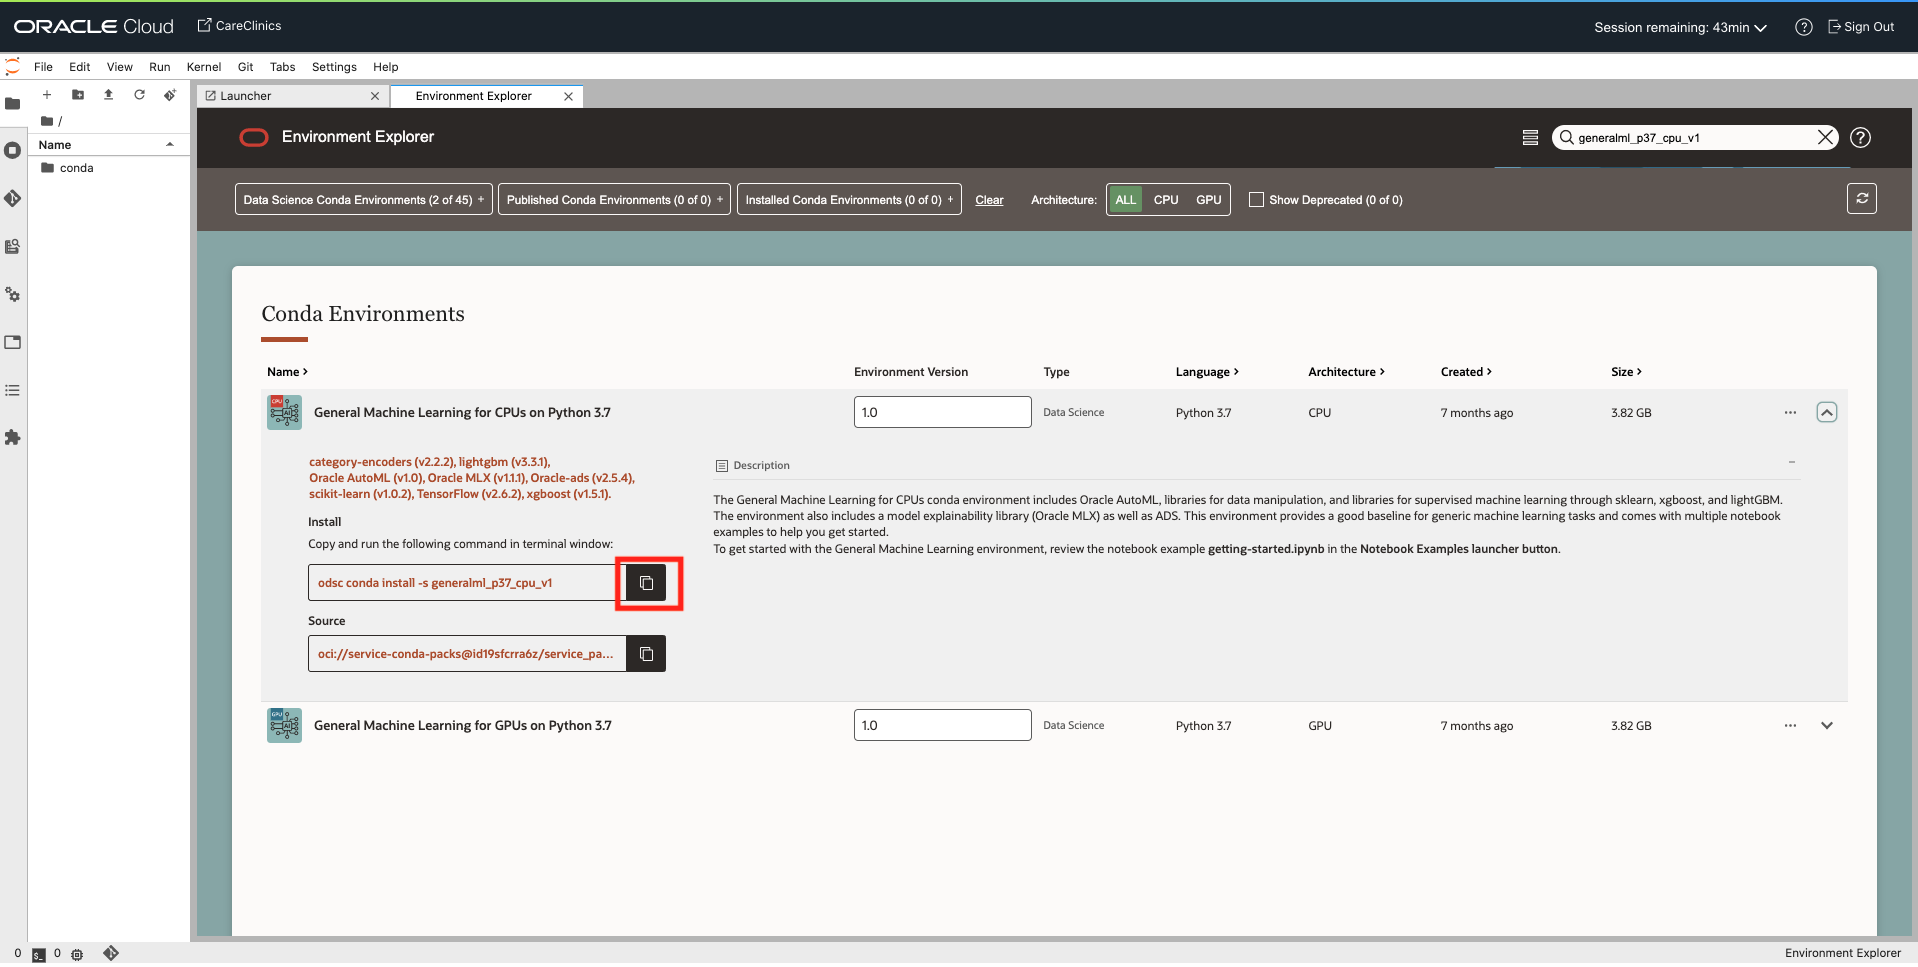 ORACLE Cloud CareClinics Session remaining: 43min Sign Out
File Edit View Run Kernel Git Tabs Settings Help
Launcher Environment Explorer
/
Environment Explorer generalml_p37_cpu_v1
Name
conda
Data Science Conda Environments (2 of 45) + Published Conda Environments (0 of 0) + Installed Conda Environments (0 of 0) + Clear Architecture: ALL CPU GPU Show Deprecated (0 of 0)
Conda Environments
Name Environment Version Type Language Architecture Created Size
General Machine Learning for CPUs on Python 3.7 1.0 Data Science Python 3.7 CPU 7 months ago 3.82 GB
category-encoders (v2.2.2), lightgbm (v3.3.1),
Oracle AutoML (v1.0), Oracle MLX (v1.1.1), Oracle-ads (v2.5.4),
scikit-learn (v1.0.2), TensorFlow (v2.6.2), xgboost (v1.5.1).
Install
Copy and run the following command in terminal window:
odsc conda install -s generalml_p37_cpu_v1
Source
oci://service-conda-packs@id19sfcrra6z/service_pa...
Description
The General Machine Learning for CPUs conda environment includes Oracle AutoML, libraries for data manipulation, and libraries for supervised machine learning through sklearn, xgboost, and lightGBM.
The environment also includes a model explainability library (Oracle MLX) as well as ADS. This environment provides a good baseline for generic machine learning tasks and comes with multiple notebook
examples to help you get started.
To get started with the General Machine Learning environment, review the notebook example getting-started.ipynb in the Notebook Examples launcher button.
General Machine Learning for GPUs on Python 3.7 1.0 Data Science Python 3.7 GPU 7 months ago 3.82 GB
0 0 Environment Explorer